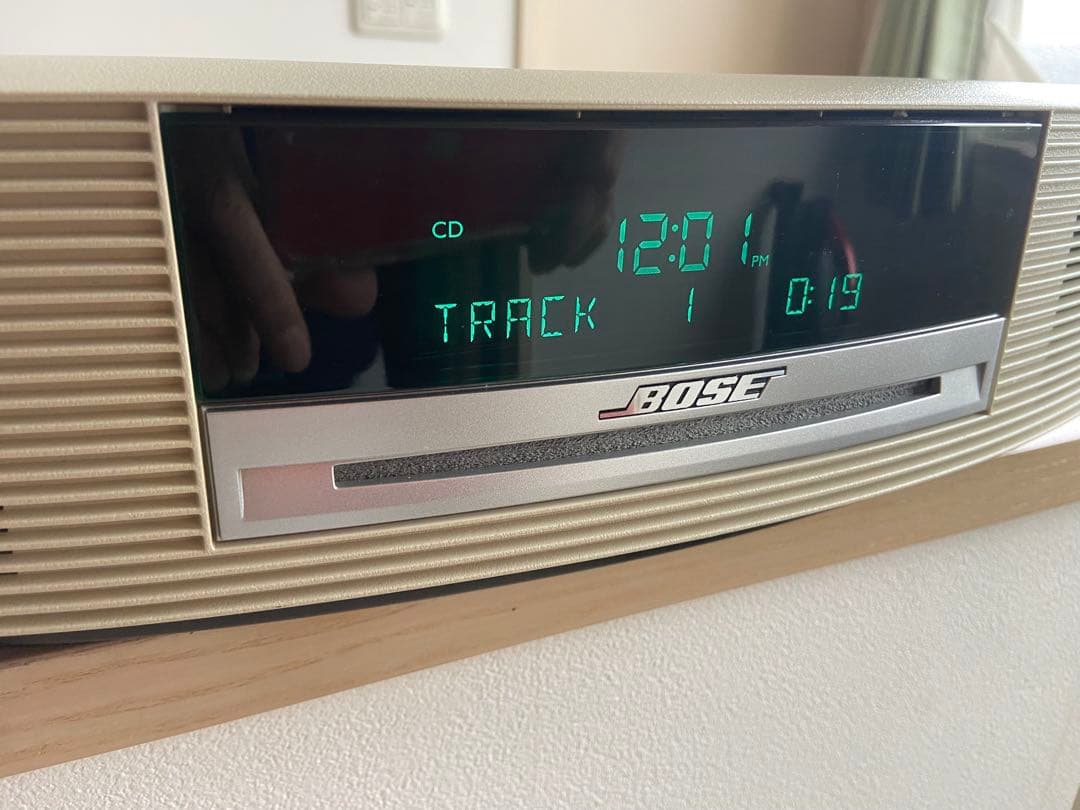 CD
12:01 PM
TRACK 1 0:19
BOSE